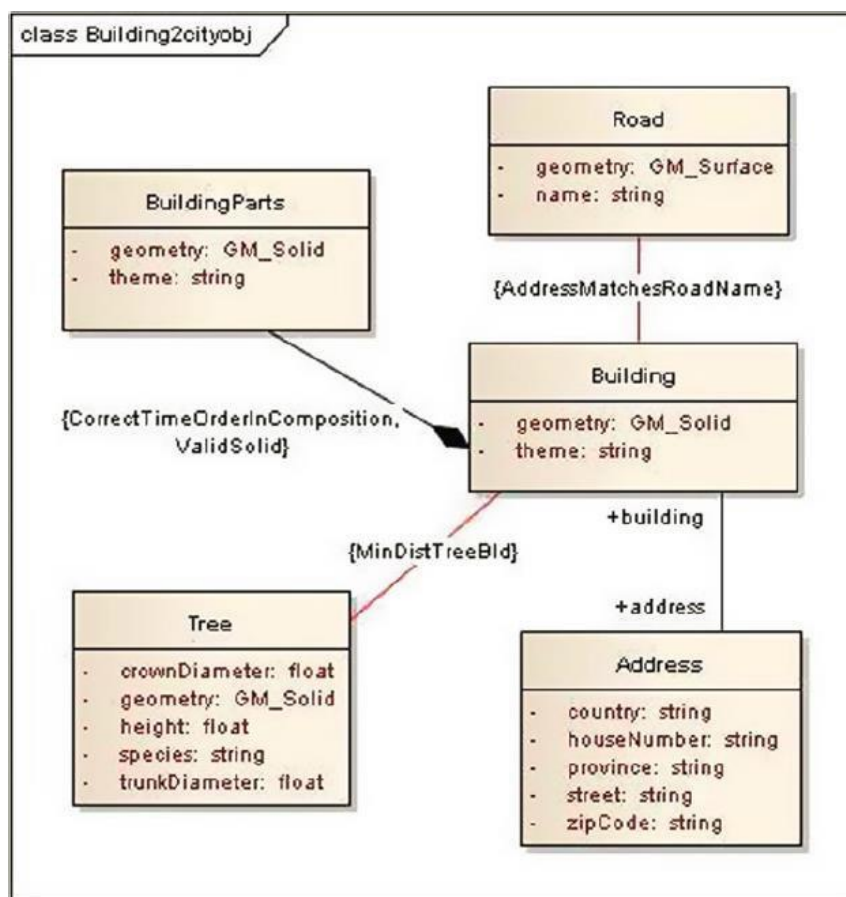 class Building2cityobj
Road
- geometry: GM_Surface
- name: string
BuildingParts
- geometry: GM_Solid
- theme: string
{AddressMatchesRoadName}
Building
- geometry: GM_Solid
- theme: string
{CorrectTimeOrderInComposition,
ValidSolid}
+building
{MinDistTreeBld}
+address
Tree
- crownDiameter: float
- geometry: GM_Solid
- height: float
- species: string
- trunkDiameter: float
Address
- country: string
- houseNumber: string
- province: string
- street: string
- zipCode: string